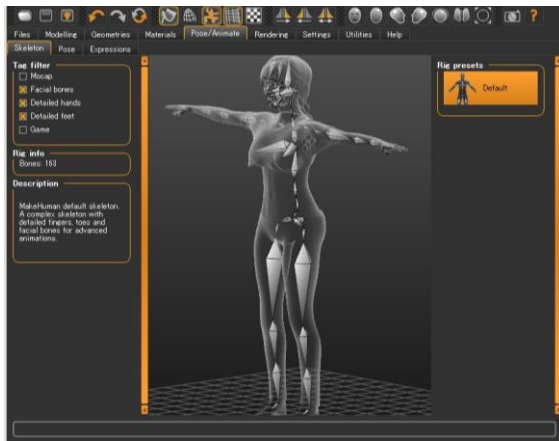 Files Modelling Geometries Materials Pose/Animate Rendering Settings Utilities Help
Skeleton Pose Expressions
Tag filter
Mocap
Facial bones
Detailed hands
Detailed feet
Game
Rig info
Bones: 163
Description
MakeHuman default skeleton.
A complex skeleton with
detailed fingers, toes and
facial bones for advanced
animations.
Rig presets
Default